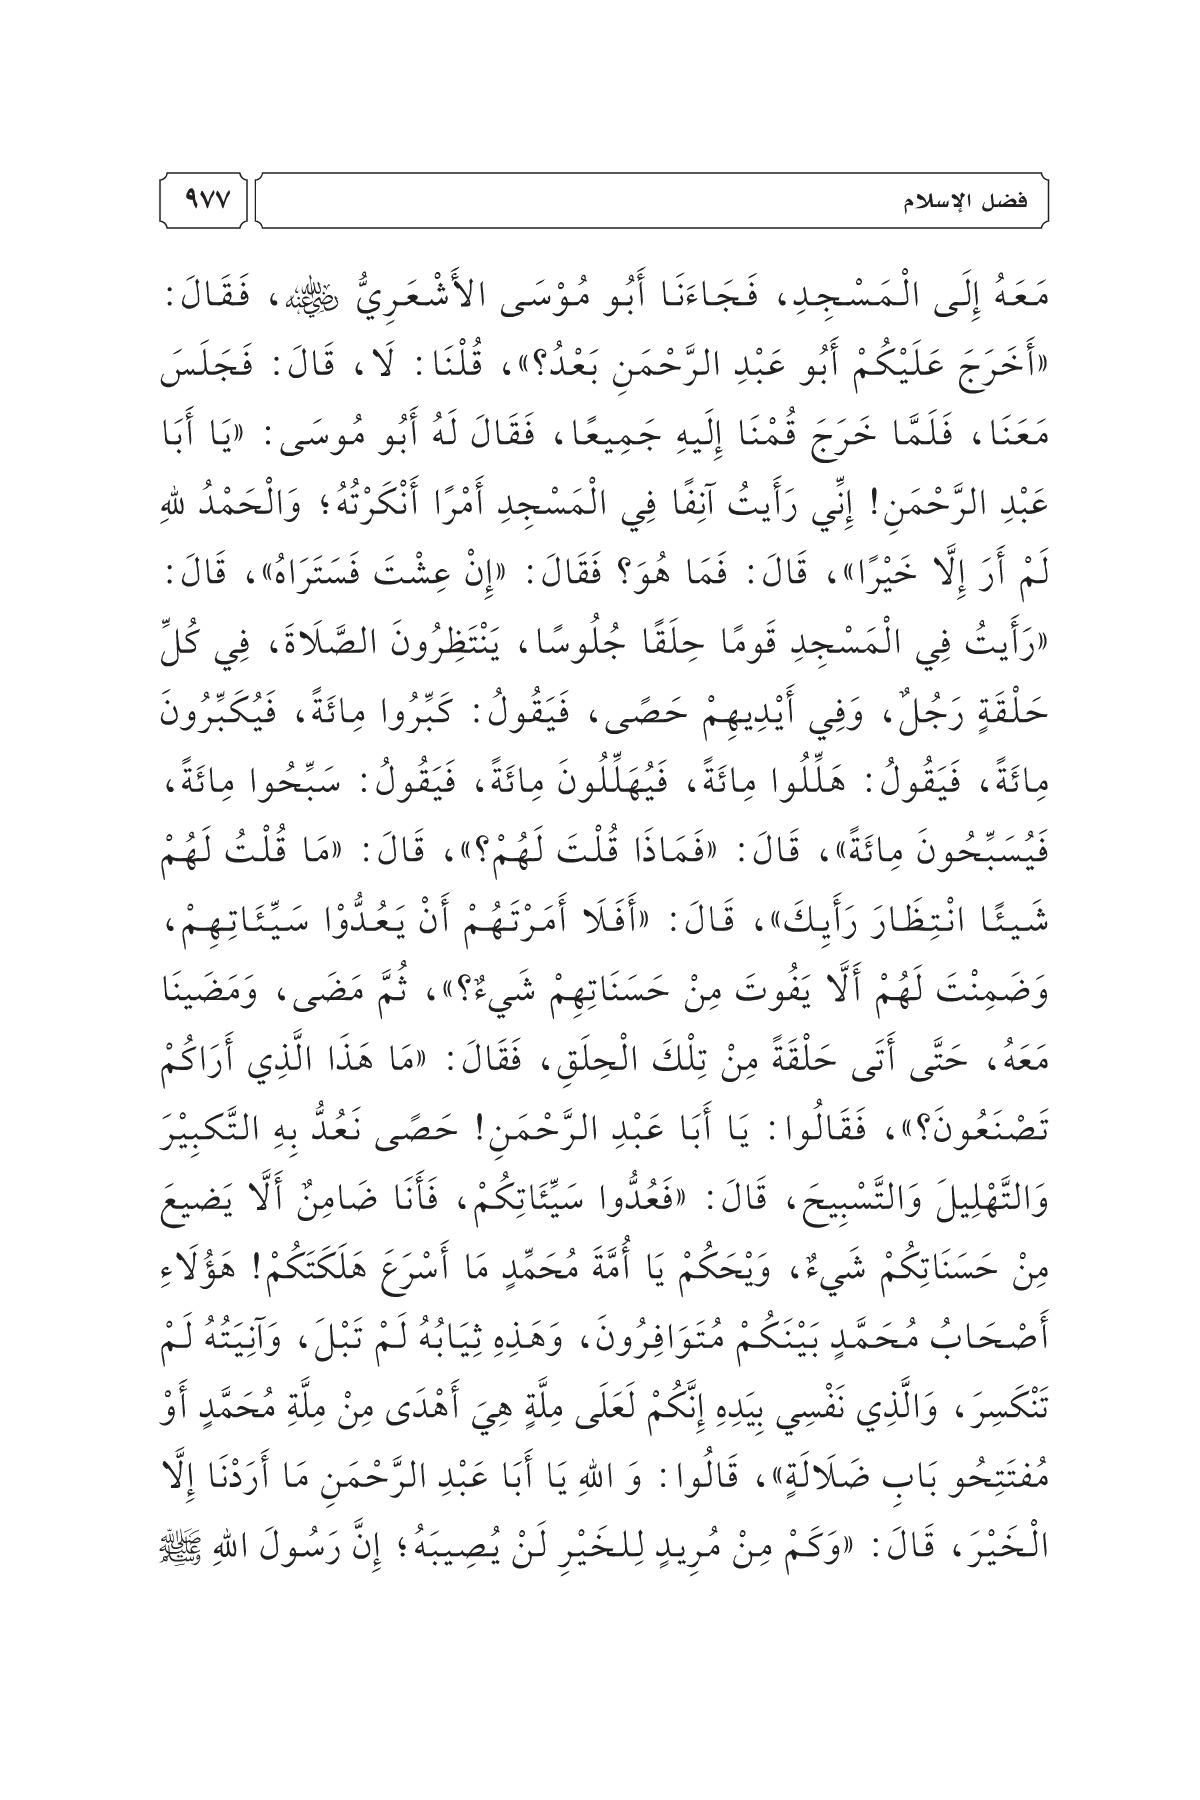 فضل الإسلام
٩٧٧
مَعَهُ إِلَى الْمَسْجِدِ، فَجَاءَنَا أَبُو مُوْسَى الأَشْعَرِيُّ رضي الله عنه، فَقَالَ:
«أَخَرَجَ عَلَيْكُمْ أَبُو عَبْدِ الرَّحْمَنِ بَعْدُ؟»، قُلْنَا: لَا، قَالَ: فَجَلَسَ
مَعَنَا، فَلَمَّا خَرَجَ قُمْنَا إِلَيهِ جَمِيعًا، فَقَالَ لَهُ أَبُو مُوسَى: «يَا أَبَا
عَبْدِ الرَّحْمَنِ! إِنِّي رَأَيتُ آنِفًا فِي الْمَسْجِدِ أَمْرًا أَنْكَرْتُهُ؛ وَالْحَمْدُ للهِ
لَمْ أَرَ إِلَّا خَيْرًا»، قَالَ: فَمَا هُوَ؟ فَقَالَ: «إِنْ عِشْتَ فَسَتَرَاهُ»، قَالَ:
«رَأَيتُ فِي الْمَسْجِدِ قَومًا حِلَقًا جُلُوسًا، يَنْتَظِرُونَ الصَّلَاةَ، فِي كُلِّ
حَلْقَةٍ رَجُلٌ، وَفِي أَيْدِيهِمْ حَصًى، فَيَقُولُ: كَبِّرُوا مِائَةً، فَيُكَبِّرُونَ
مِائَةً، فَيَقُولُ: هَلِّلُوا مِائَةً، فَيُهَلِّلُونَ مِائَةً، فَيَقُولُ: سَبِّحُوا مِائَةً،
فَيُسَبِّحُونَ مِائَةً»، قَالَ: «فَمَاذَا قُلْتَ لَهُمْ؟»، قَالَ: «مَا قُلْتُ لَهُمْ
شَيئًا انْتِظَارَ رَأَيِكَ»، قَالَ: «أَفَلَا أَمَرْتَهُمْ أَنْ يَعُدُّوْا سَيِّئَاتِهِمْ،
وَضَمِنْتَ لَهُمْ أَلَّا يَفُوتَ مِنْ حَسَنَاتِهِمْ شَيءٌ؟»، ثُمَّ مَضَى، وَمَضَينَا
مَعَهُ، حَتَّى أَتَى حَلْقَةً مِنْ تِلْكَ الْحِلَقِ، فَقَالَ: «مَا هَذَا الَّذِي أَرَاكُمْ
تَصْنَعُونَ؟»، فَقَالُوا: يَا أَبَا عَبْدِ الرَّحْمَنِ! حَصًى نَعُدُّ بِهِ التَّكبِيْرَ
وَالتَّهْلِيلَ وَالتَّسْبِيحَ، قَالَ: «فَعُدُّوا سَيِّئَاتِكُمْ، فَأَنَا ضَامِنٌ أَلَّا يَضيعَ
مِنْ حَسَنَاتِكُمْ شَيءٌ، وَيْحَكُمْ يَا أُمَّةَ مُحَمِّدٍ مَا أَسْرَعَ هَلَكَتَكُمْ! هَؤُلَاءِ
أَصْحَابُ مُحَمَّدٍ بَيْنَكُمْ مُتَوَافِرُونَ، وَهَذِهِ ثِيَابُهُ لَمْ تَبْلَ، وَآنِيَتُهُ لَمْ
تَنْكَسِرَ، وَالَّذِي نَفْسِي بِيَدِهِ إِنَّكُمْ لَعَلَى مِلَّةٍ هِيَ أَهْدَى مِنْ مِلَّةِ مُحَمَّدٍ أَوْ
مُفتَتِحُو بَابِ ضَلَالَةٍ»، قَالُوا: وَ اللهِ يَا أَبَا عَبْدِ الرَّحْمَنِ مَا أَرَدْنَا إِلَّا
الْخَيْرَ، قَالَ: «وَكَمْ مِنْ مُرِيدٍ لِلخَيْرِ لَنْ يُصِيبَهُ؛ إِنَّ رَسُولَ اللهِ ﷺ